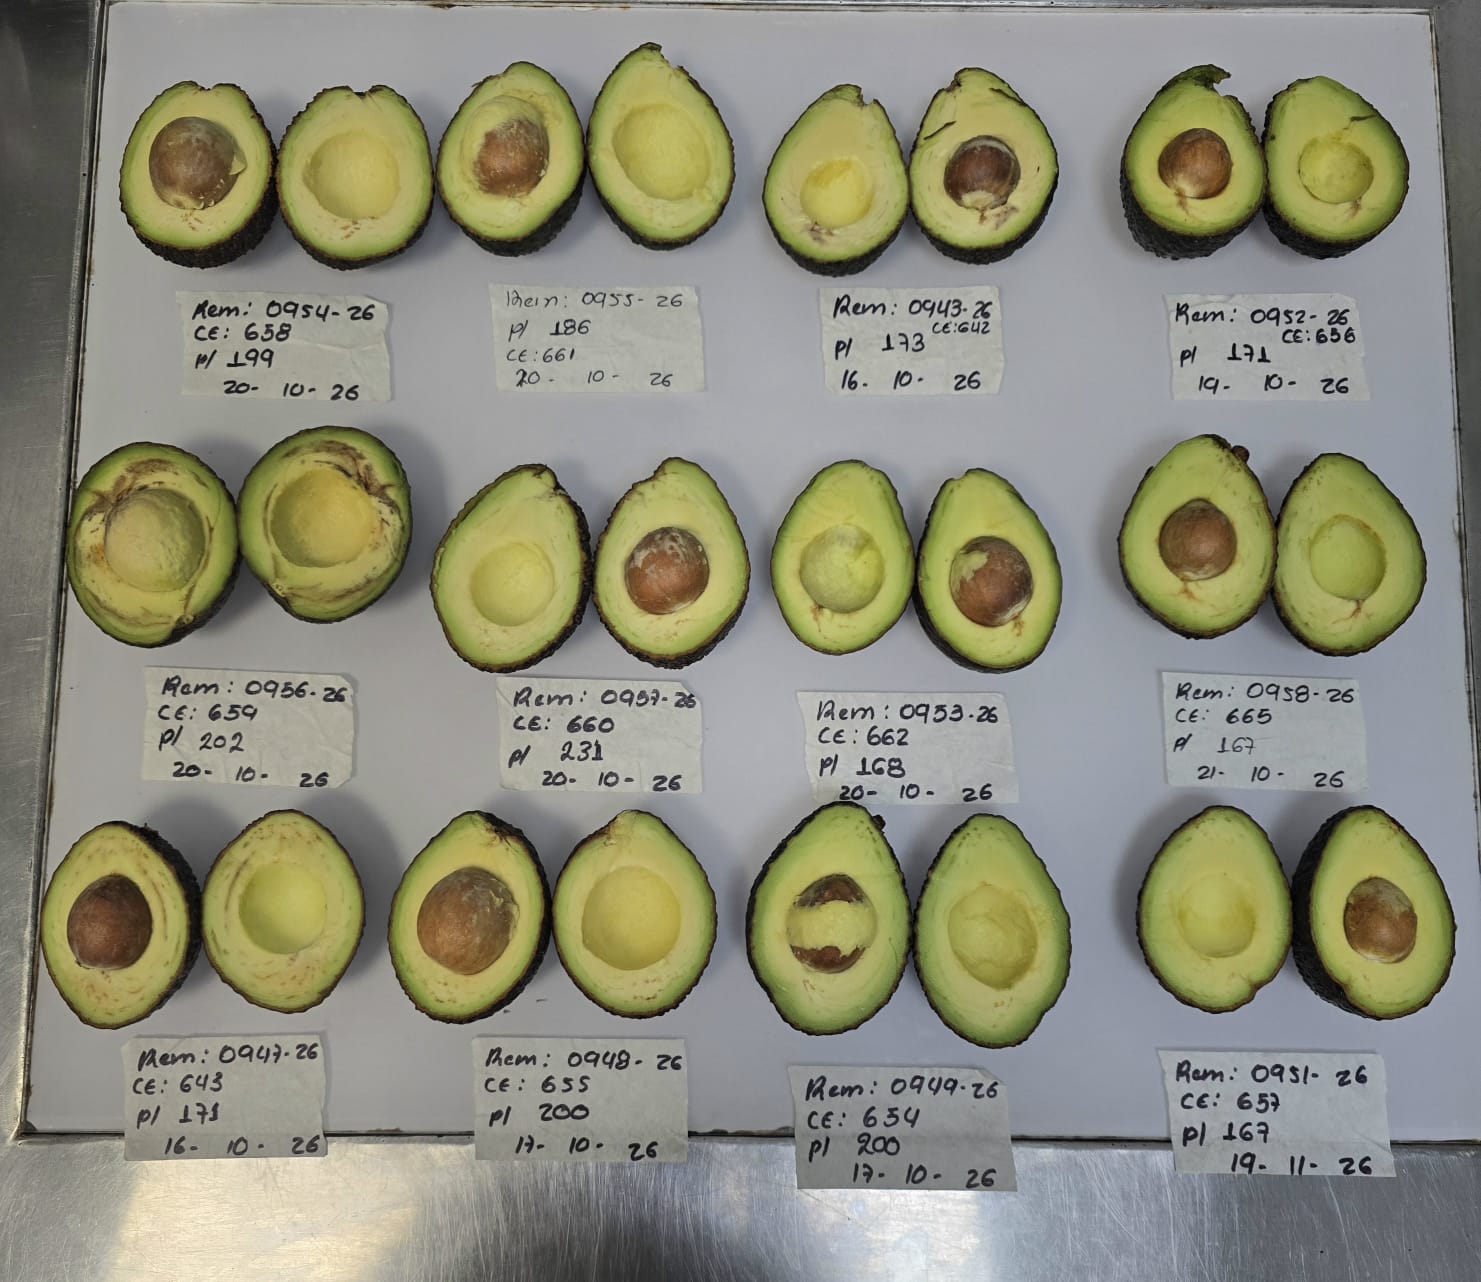 Rem: 0954-26
CE: 658
P/ 199
20- 10- 26
Rem: 0955-26
P/ 186
CE: 661
20- 10- 26
Rem: 0943-26
CE: 642
P/ 173
16- 10- 26
Rem: 0952-26
CE: 656
P/ 171
19- 10- 26
Rem: 0956-26
CE: 659
P/ 202
20- 10- 26
Rem: 0957-26
CE: 660
P/ 231
20- 10- 26
Rem: 0953-26
CE: 662
P/ 168
20- 10- 26
Rem: 0958-26
CE: 665
P/ 167
21- 10- 26
Rem: 0947-26
CE: 643
P/ 171
16- 10- 26
Rem: 0948-26
CE: 655
P/ 200
17- 10- 26
Rem: 0949-26
CE: 654
P/ 200
17- 10- 26
Rem: 0951-26
CE: 657
P/ 167
19- 11- 26